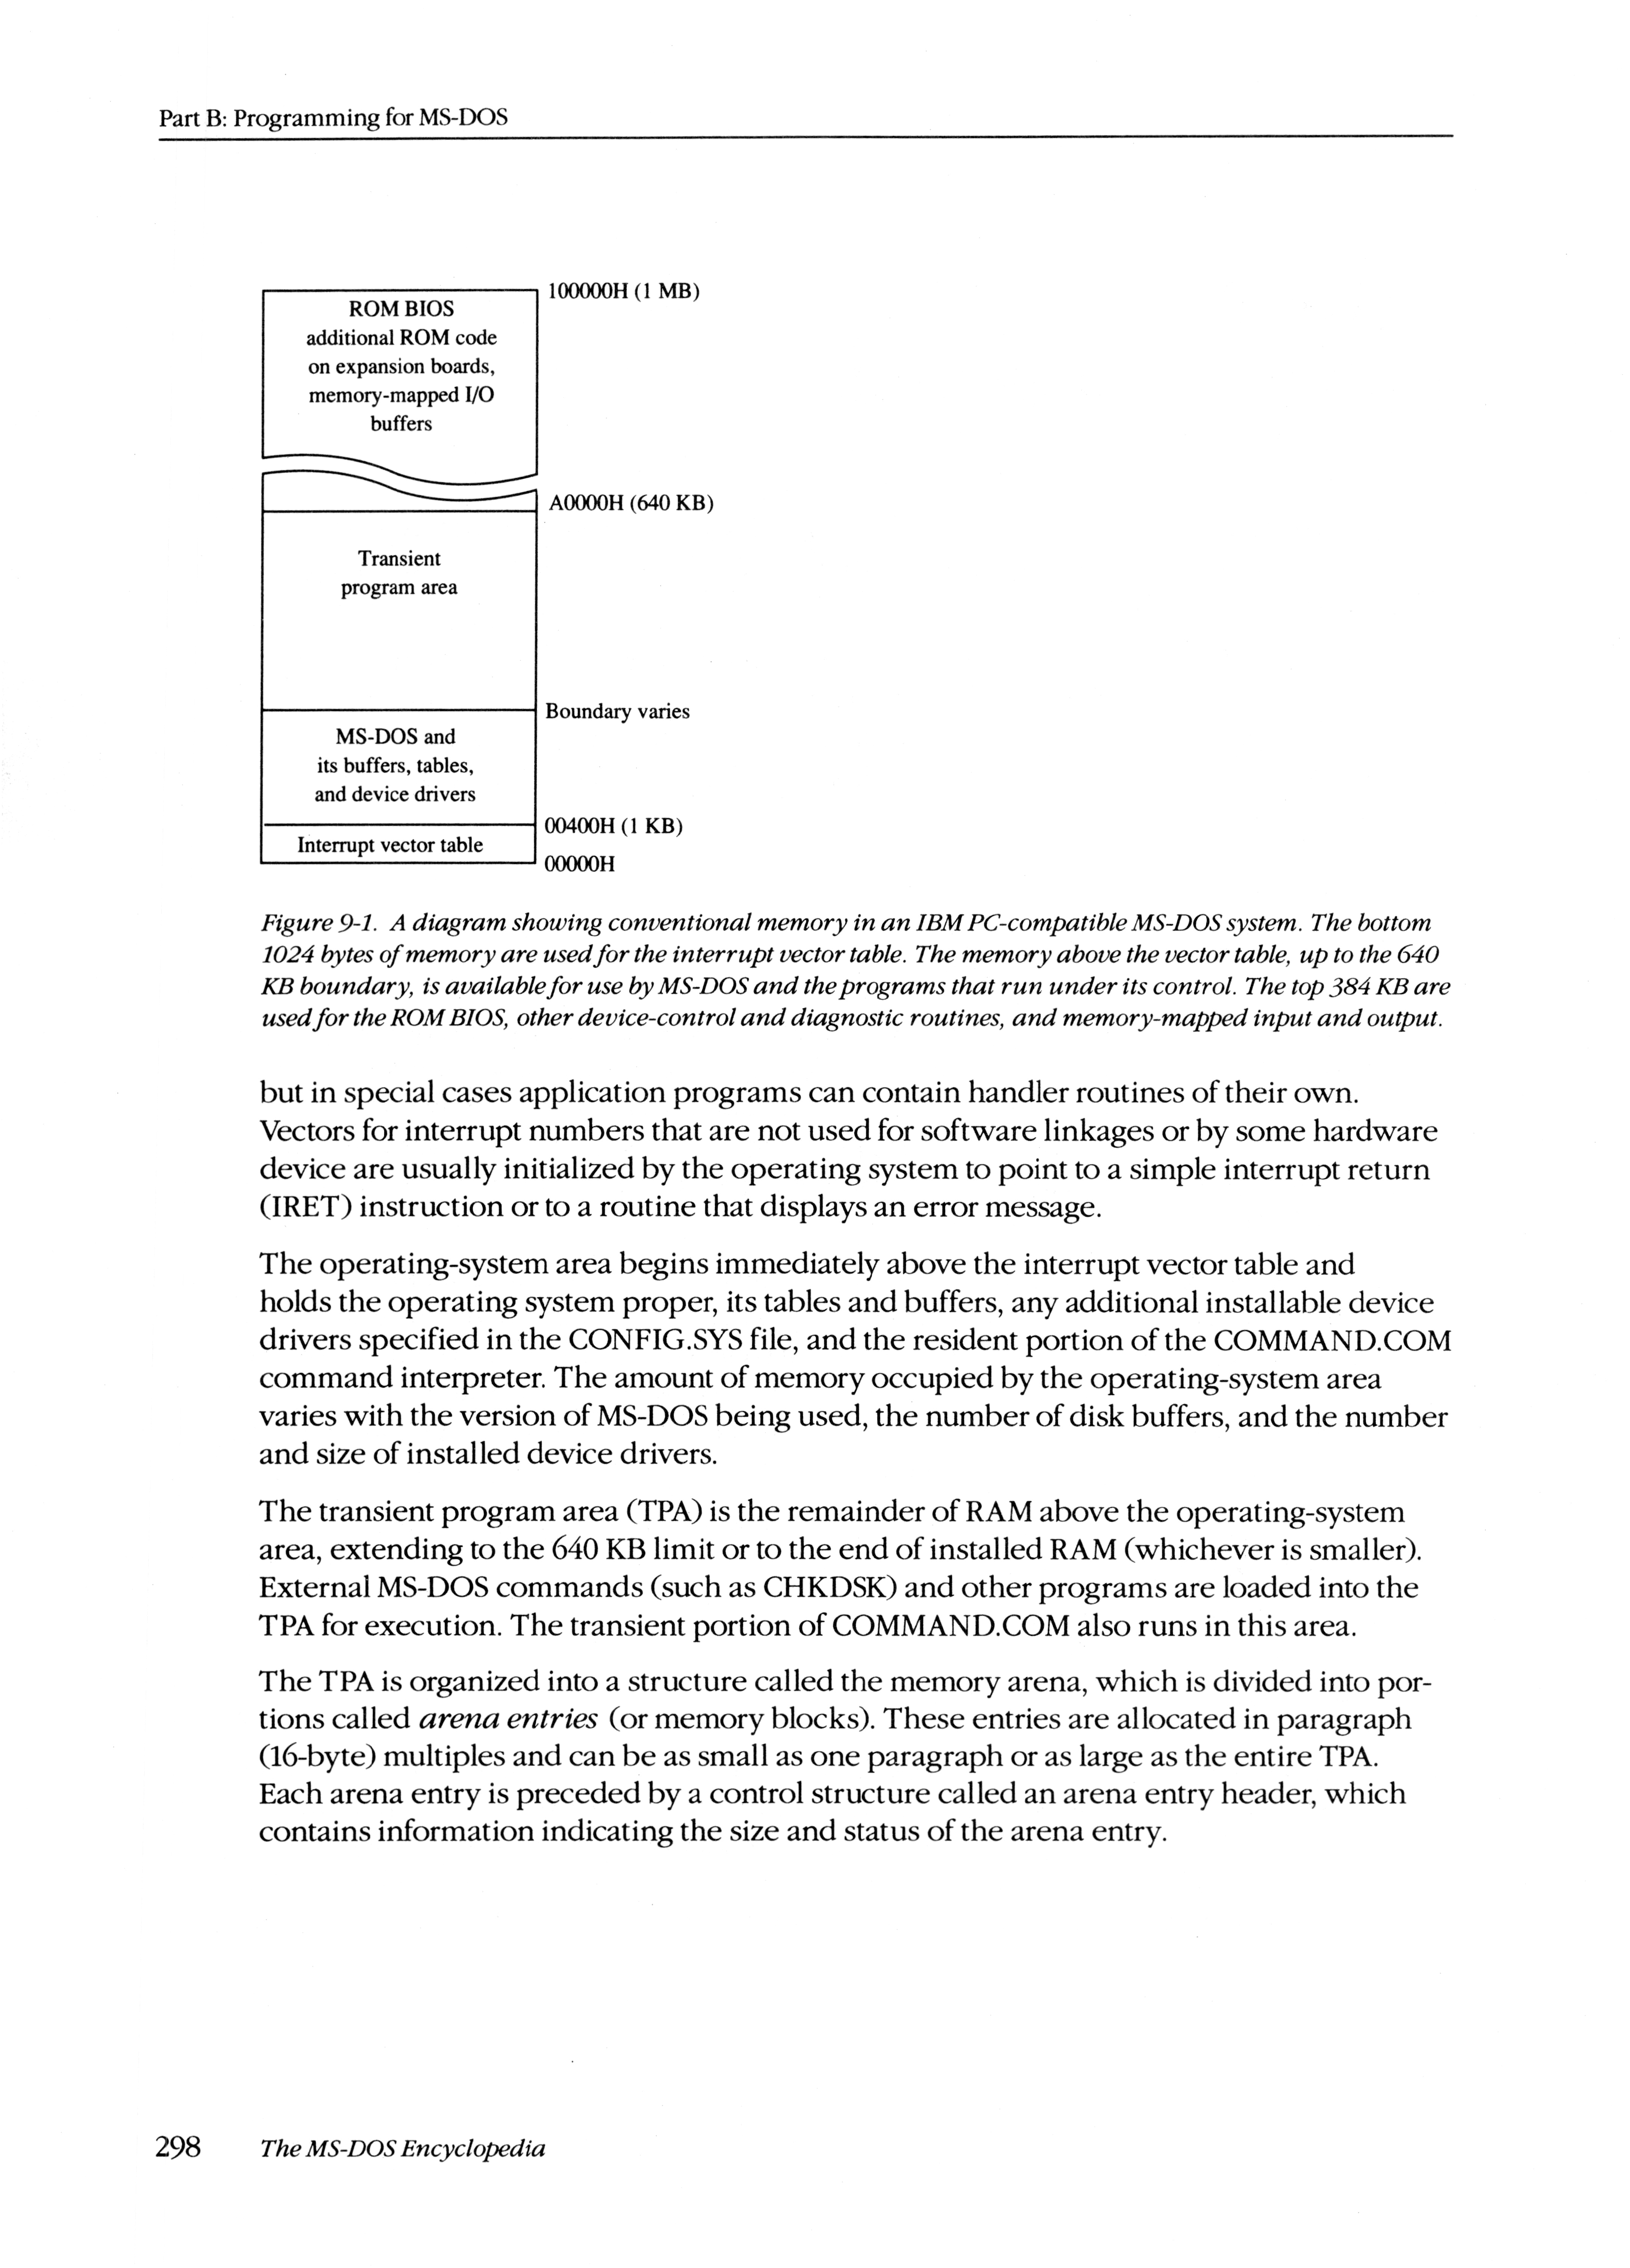 Part B: Programming for MS-DOS
100000H (1 MB)
ROM BIOS
additional ROM code
on expansion boards,
memory-mapped I/O
buffers
A0000H (640 KB)
Transient
program area
Boundary varies
MS-DOS and
its buffers, tables,
and device drivers
00400H (1 KB)
Interrupt vector table
00000H
Figure 9-1. A diagram showing conventional memory in an IBM PC-compatible MS-DOS system. The bottom
1024 bytes of memory are used for the interrupt vector table. The memory above the vector table, up to the 640
KB boundary, is available for use by MS-DOS and the programs that run under its control. The top 384 KB are
used for the ROM BIOS, other device-control and diagnostic routines, and memory-mapped input and output.
but in special cases application programs can contain handler routines of their own.
Vectors for interrupt numbers that are not used for software linkages or by some hardware
device are usually initialized by the operating system to point to a simple interrupt return
(IRET) instruction or to a routine that displays an error message.
The operating-system area begins immediately above the interrupt vector table and
holds the operating system proper, its tables and buffers, any additional installable device
drivers specified in the CONFIG.SYS file, and the resident portion of the COMMAND.COM
command interpreter. The amount of memory occupied by the operating-system area
varies with the version of MS-DOS being used, the number of disk buffers, and the number
and size of installed device drivers.
The transient program area (TPA) is the remainder of RAM above the operating-system
area, extending to the 640 KB limit or to the end of installed RAM (whichever is smaller).
External MS-DOS commands (such as CHKDSK) and other programs are loaded into the
TPA for execution. The transient portion of COMMAND.COM also runs in this area.
The TPA is organized into a structure called the memory arena, which is divided into por-
tions called arena entries (or memory blocks). These entries are allocated in paragraph
(16-byte) multiples and can be as small as one paragraph or as large as the entire TPA.
Each arena entry is preceded by a control structure called an arena entry header, which
contains information indicating the size and status of the arena entry.
298 The MS-DOS Encyclopedia